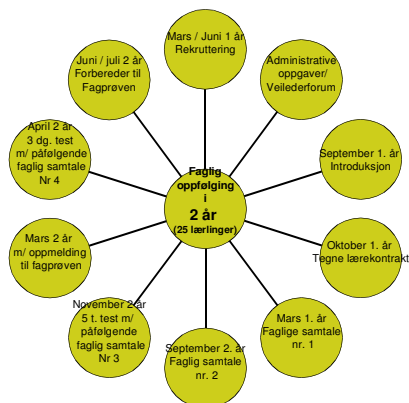 Mars / Juni 1 år
Rekruttering
Administrative
oppgaver/
Veilederforum
September 1. år
Introduksjon
Oktober 1. år
Tegne lærekontrakt
Mars 1. år
Faglige samtale
nr. 1
September 2. år
Faglig samtale
nr. 2
November 2 år
5 t. test m/
påfølgende
faglig samtale
Nr 3
Mars 2 år
m/ oppmelding
til fagprøven
April 2 år
3 dg. test
m/ påfølgende
faglig samtale
Nr 4
Juni / juli 2 år
Forbereder til
Fagprøven
Faglig
oppfølging
i
2 år
(25 lærlinger)